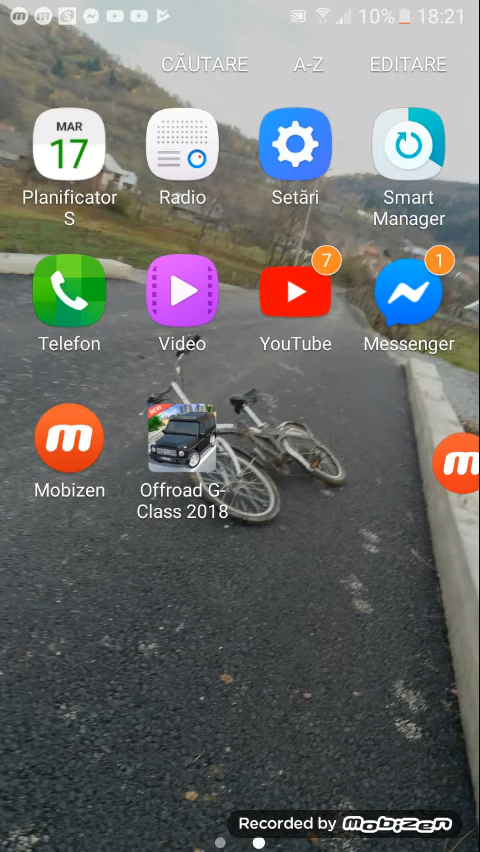 10% 18:21
CĂUTARE A-Z EDITARE
MAR
17
Planificator
S
Radio
Setări
Smart
Manager
Telefon
Video
7
YouTube
1
Messenger
m
Mobizen
NEW
Offroad G-
Class 2018
m
Recorded by mobizen